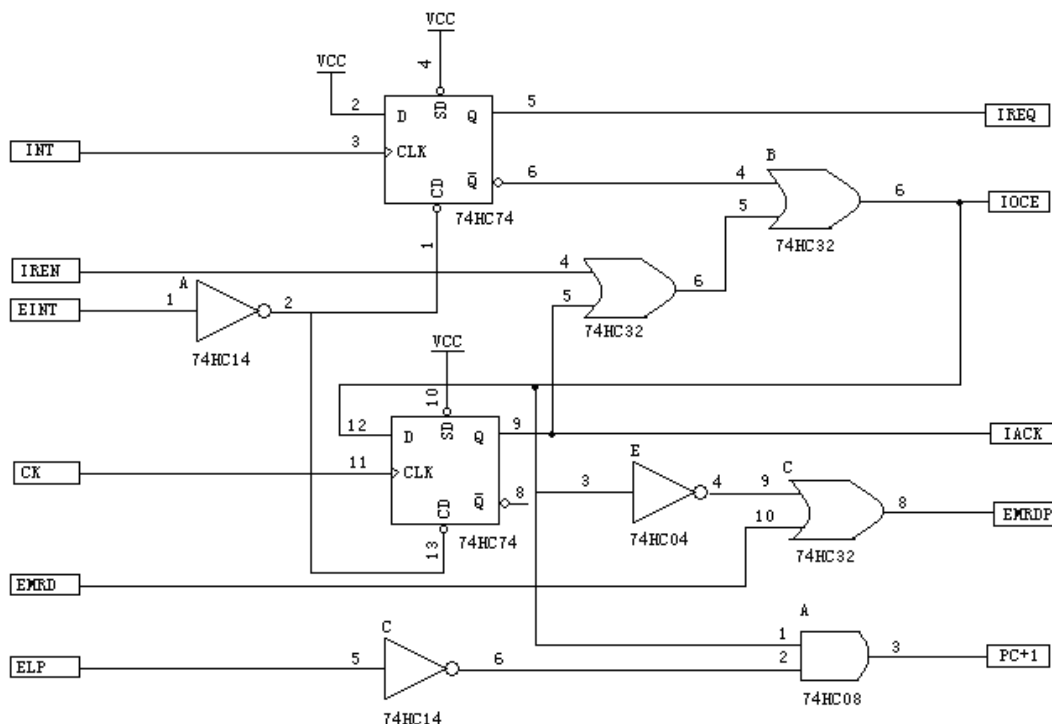 VCC
4
VCC
2
D
SD
Q
5
IREQ
INT
3
CLK
B
CD
Q̅
6
4
6
IOCE
74HC74
5
1
74HC32
IREN
4
A
6
EINT
1
2
5
74HC32
74HC14
VCC
10
12
D
SD
Q
9
IACK
E
C
CK
11
CLK
3
4
9
CD
Q̅
8
10
8
EMRDP
13
74HC74
74HC04
74HC32
EMRD
A
C
1
ELP
5
6
2
3
PC+1
74HC08
74HC14